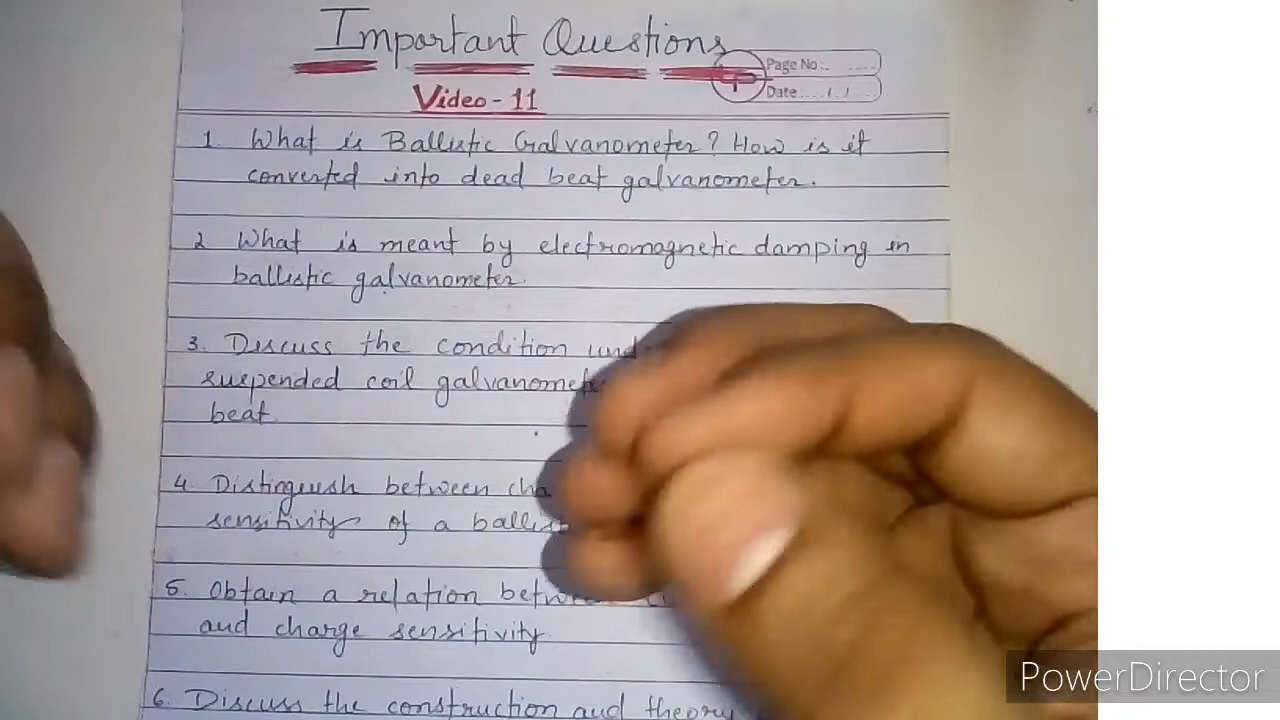 Important Questions
Page No :
Date :
Video - 11
1. What is Ballistic Galvanometer? How is it
converted into dead beat galvanometer.
2 What is meant by electromagnetic damping in
ballistic galvanometer.
3. Discuss the condition
suspended coil
beat.
4 Distinguish between
sensitivity of a
5. Obtain a relation
and charge sensitivity
6. Discuss the construction and theory
PowerDirector